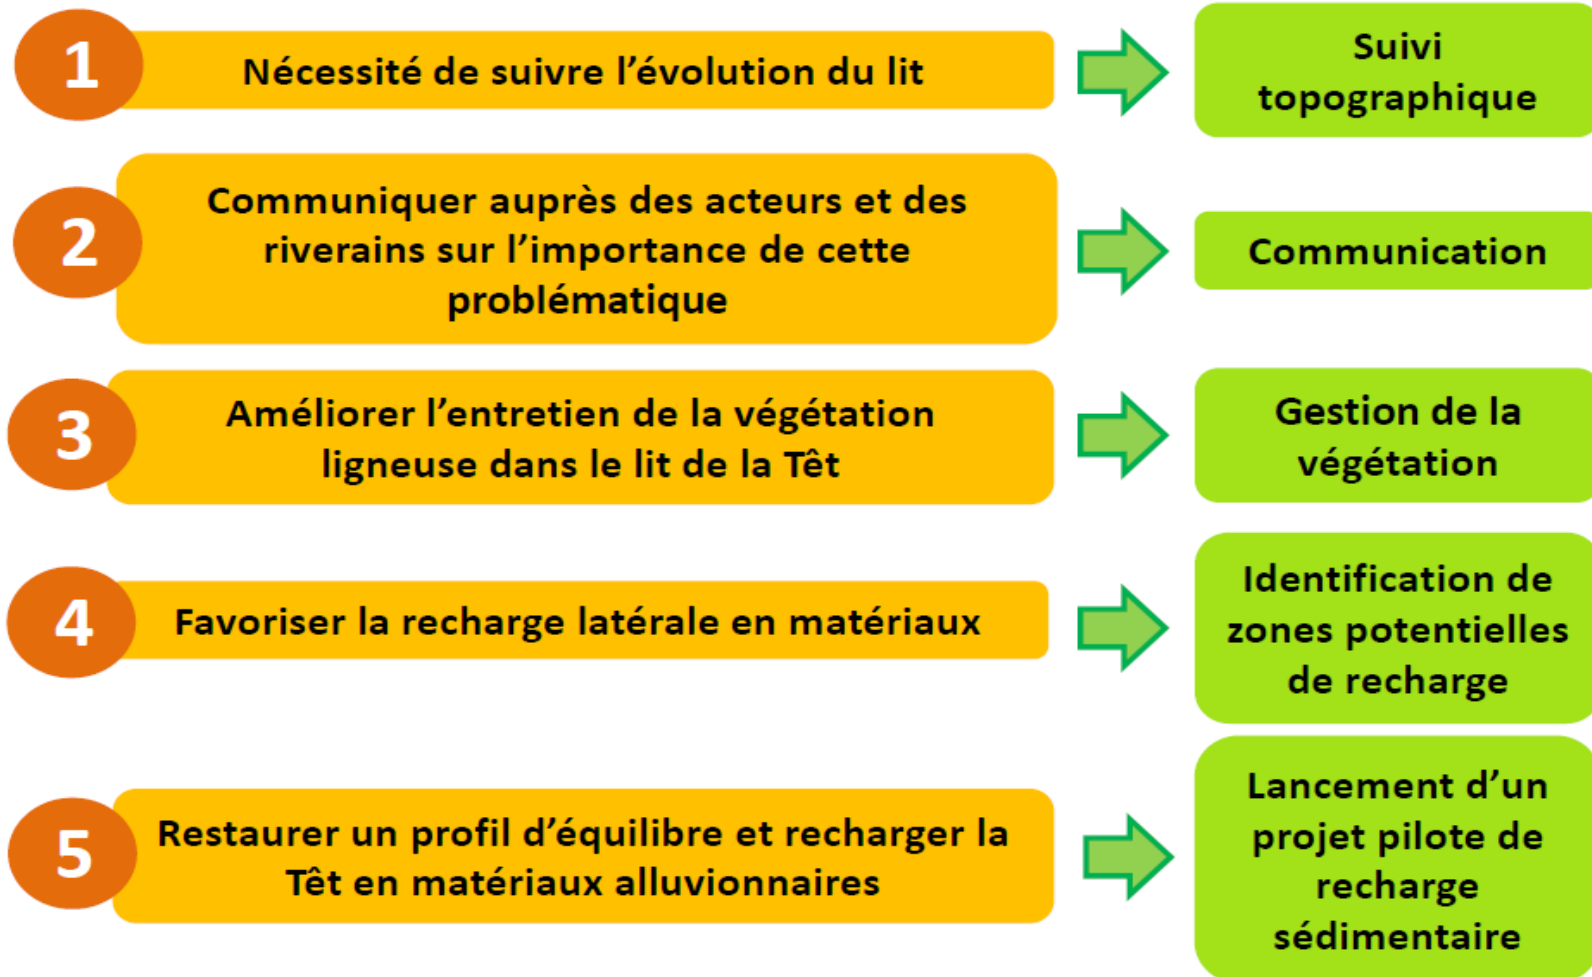 1
Nécessité de suivre l’évolution du lit
Suivi
topographique
2
Communiquer auprès des acteurs et des
riverains sur l’importance de cette
problématique
Communication
3
Améliorer l’entretien de la végétation
ligneuse dans le lit de la Têt
Gestion de la
végétation
4
Favoriser la recharge latérale en matériaux
Identification de
zones potentielles
de recharge
5
Restaurer un profil d’équilibre et recharger la
Têt en matériaux alluvionnaires
Lancement d’un
projet pilote de
recharge
sédimentaire